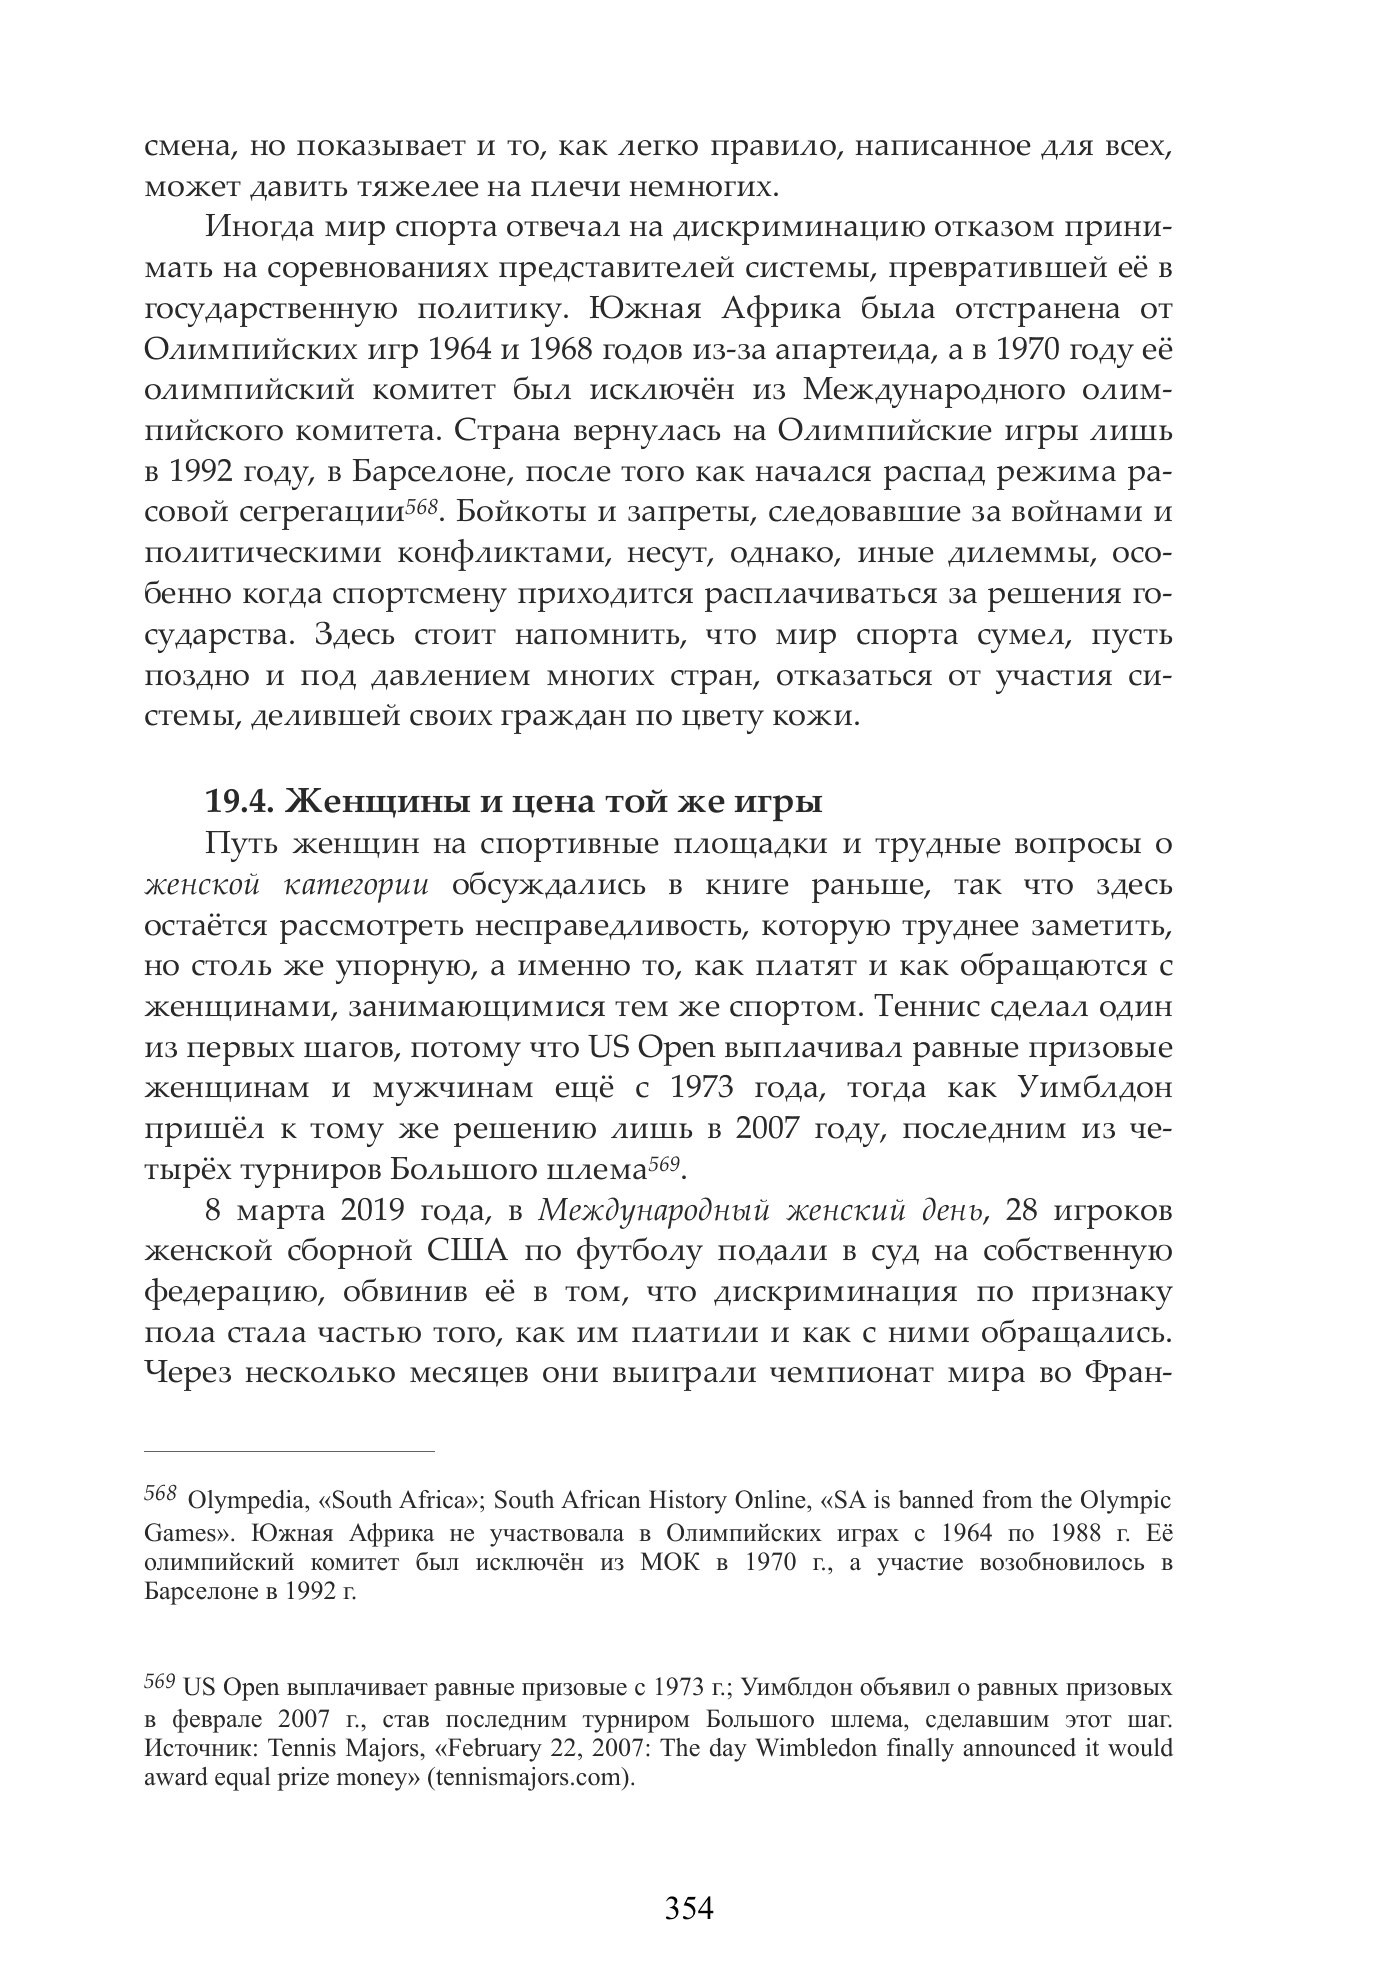 смена, но показывает и то, как легко правило, написанное для всех,
может давить тяжелее на плечи немногих.
Иногда мир спорта отвечал на дискриминацию отказом прини-
мать на соревнованиях представителей системы, превратившей её в
государственную политику. Южная Африка была отстранена от
Олимпийских игр 1964 и 1968 годов из-за апартеида, а в 1970 году её
олимпийский комитет был исключён из Международного олим-
пийского комитета. Страна вернулась на Олимпийские игры лишь
в 1992 году, в Барселоне, после того как начался распад режима ра-
совой сегрегации568. Бойкоты и запреты, следовавшие за войнами и
политическими конфликтами, несут, однако, иные дилеммы, осо-
бенно когда спортсмену приходится расплачиваться за решения го-
сударства. Здесь стоит напомнить, что мир спорта сумел, пусть
поздно и под давлением многих стран, отказаться от участия си-
стемы, делившей своих граждан по цвету кожи.
19.4. Женщины и цена той же игры
Путь женщин на спортивные площадки и трудные вопросы о
женской категории обсуждались в книге раньше, так что здесь
остаётся рассмотреть несправедливость, которую труднее заметить,
но столь же упорную, а именно то, как платят и как обращаются с
женщинами, занимающимися тем же спортом. Теннис сделал один
из первых шагов, потому что US Open выплачивал равные призовые
женщинам и мужчинам ещё с 1973 года, тогда как Уимблдон
пришёл к тому же решению лишь в 2007 году, последним из че-
тырёх турниров Большого шлема569.
8 марта 2019 года, в Международный женский день, 28 игроков
женской сборной США по футболу подали в суд на собственную
федерацию, обвинив её в том, что дискриминация по признаку
пола стала частью того, как им платили и как с ними обращались.
Через несколько месяцев они выиграли чемпионат мира во Фран-
568 Olympedia, «South Africa»; South African History Online, «SA is banned from the Olympic
Games». Южная Африка не участвовала в Олимпийских играх с 1964 по 1988 г. Её
олимпийский комитет был исключён из МОК в 1970 г., а участие возобновилось в
Барселоне в 1992 г.
569 US Open выплачивает равные призовые с 1973 г.; Уимблдон объявил о равных призовых
в феврале 2007 г., став последним турниром Большого шлема, сделавшим этот шаг.
Источник: Tennis Majors, «February 22, 2007: The day Wimbledon finally announced it would
award equal prize money» (tennismajors.com).
354